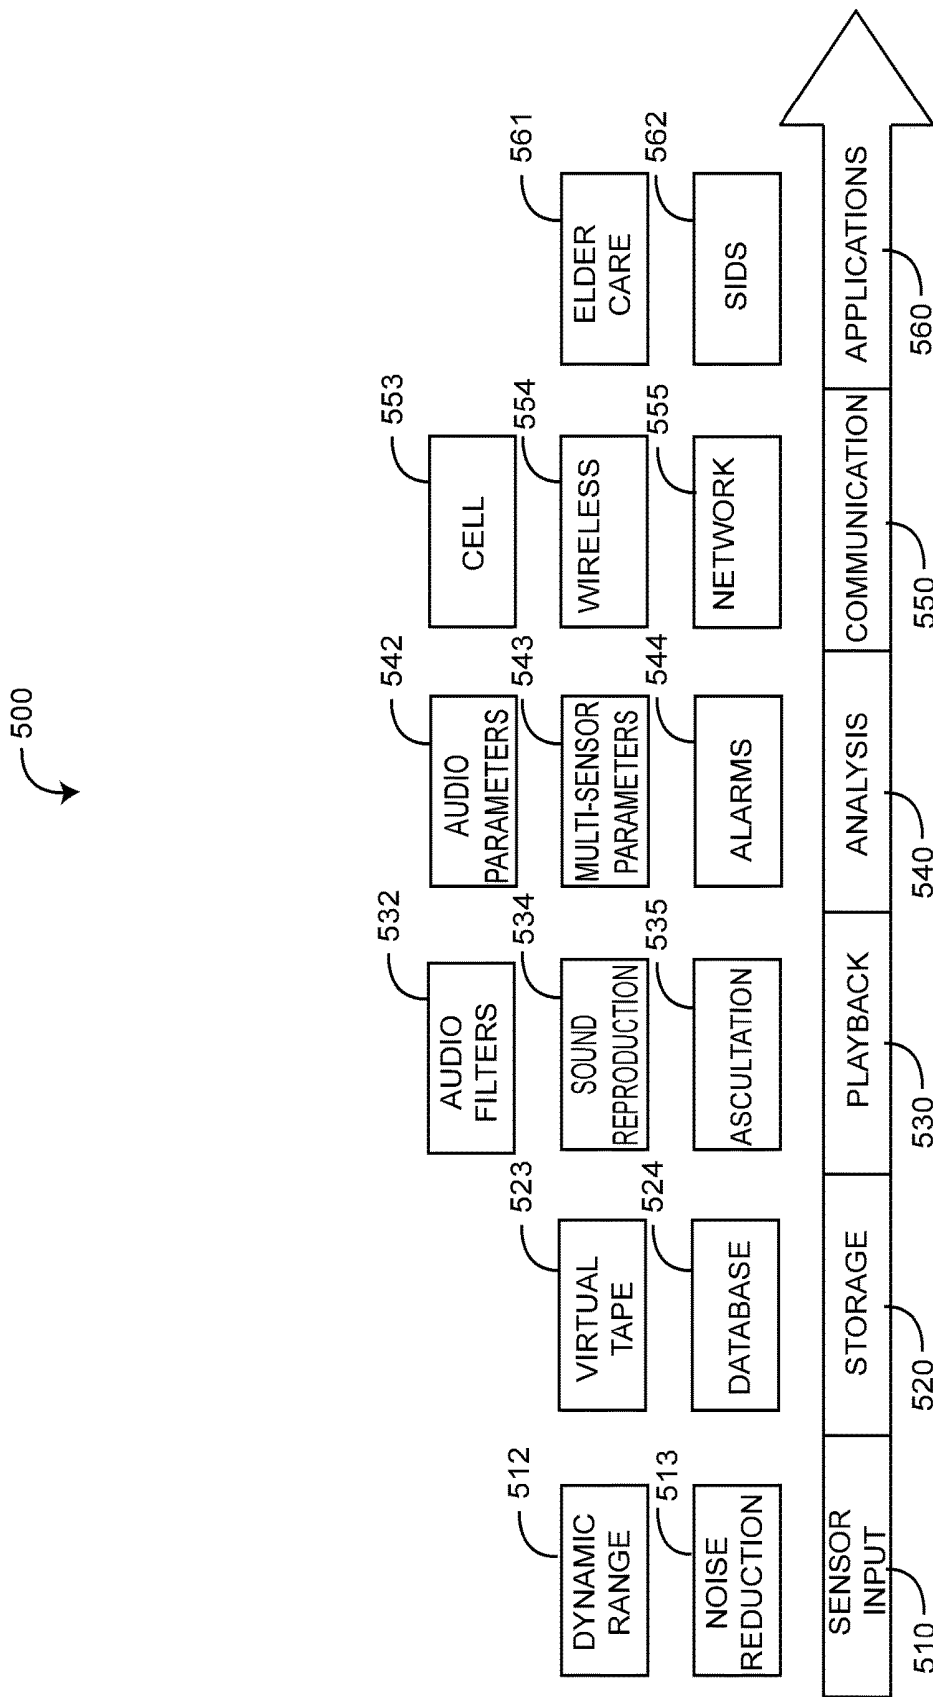 500
512
DYNAMIC
RANGE
513
NOISE
REDUCTION
523
VIRTUAL
TAPE
524
DATABASE
532
AUDIO
FILTERS
534
SOUND
REPRODUCTION
535
ASCULTATION
542
AUDIO
PARAMETERS
543
MULTI-SENSOR
PARAMETERS
544
ALARMS
553
CELL
554
WIRELESS
555
NETWORK
561
ELDER
CARE
562
SIDS
SENSOR
INPUT
STORAGE
PLAYBACK
ANALYSIS
COMMUNICATION
APPLICATIONS
510
520
530
540
550
560